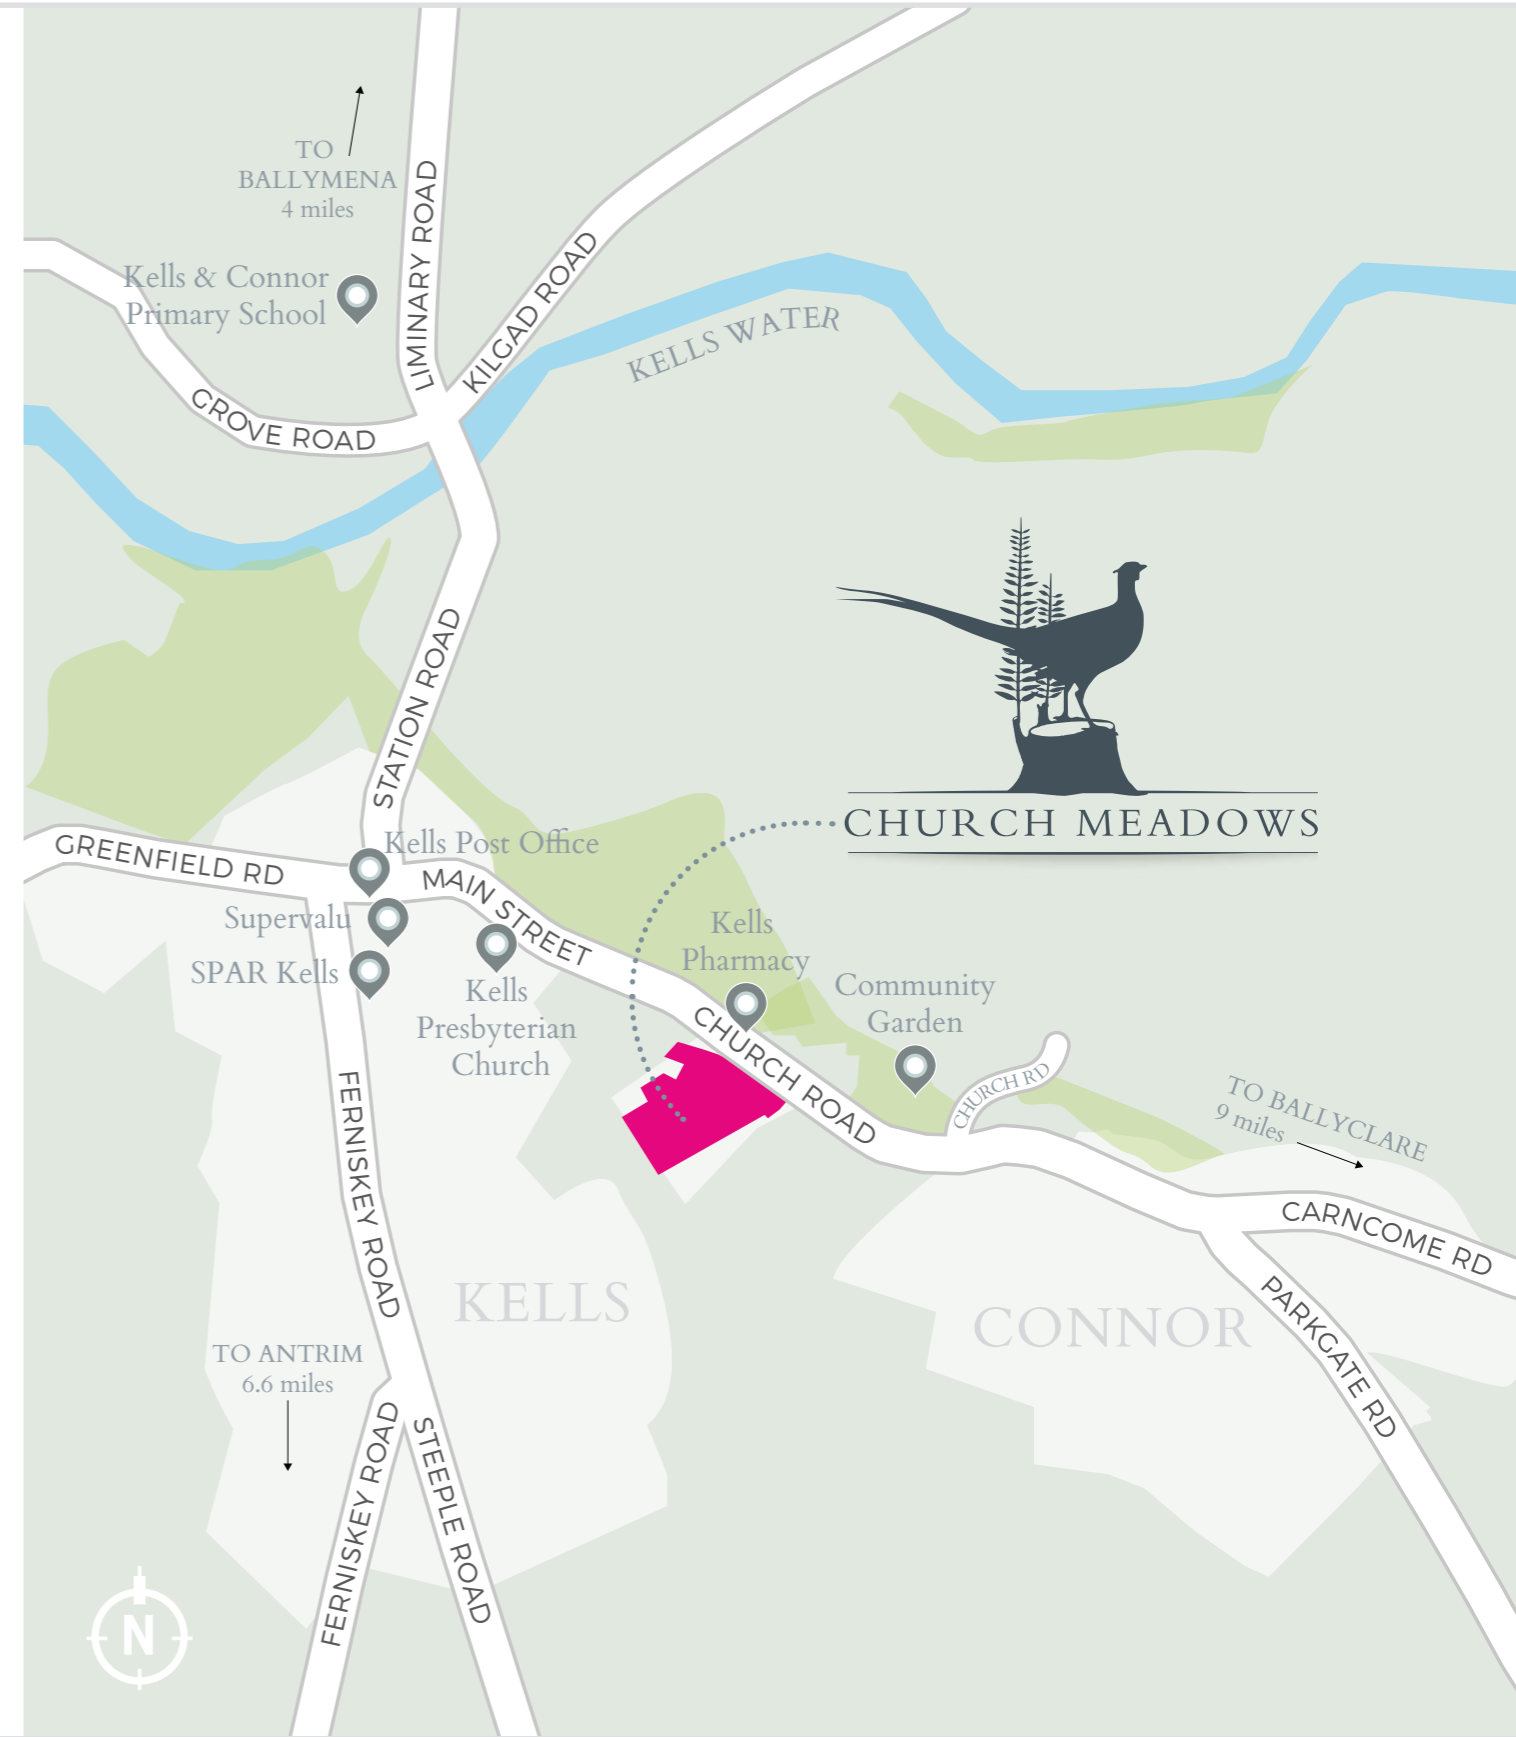 TO
BALLYMENA
4 miles
LIMINARY ROAD
KILGAD ROAD
Kells & Connor
Primary School
KELLS WATER
GROVE ROAD
STATION ROAD
CHURCH MEADOWS
GREENFIELD RD
Kells Post Office
MAIN STREET
Supervalu
SPAR Kells
Kells
Presbyterian
Church
Kells
Pharmacy
Community
Garden
CHURCH ROAD
CHURCH RD
TO BALLYCLARE
9 miles
FERNISKEY ROAD
CARNCOME RD
KELLS
CONNOR
PARKGATE RD
TO ANTRIM
6.6 miles
FERNISKEY ROAD
STEEPLE ROAD
N